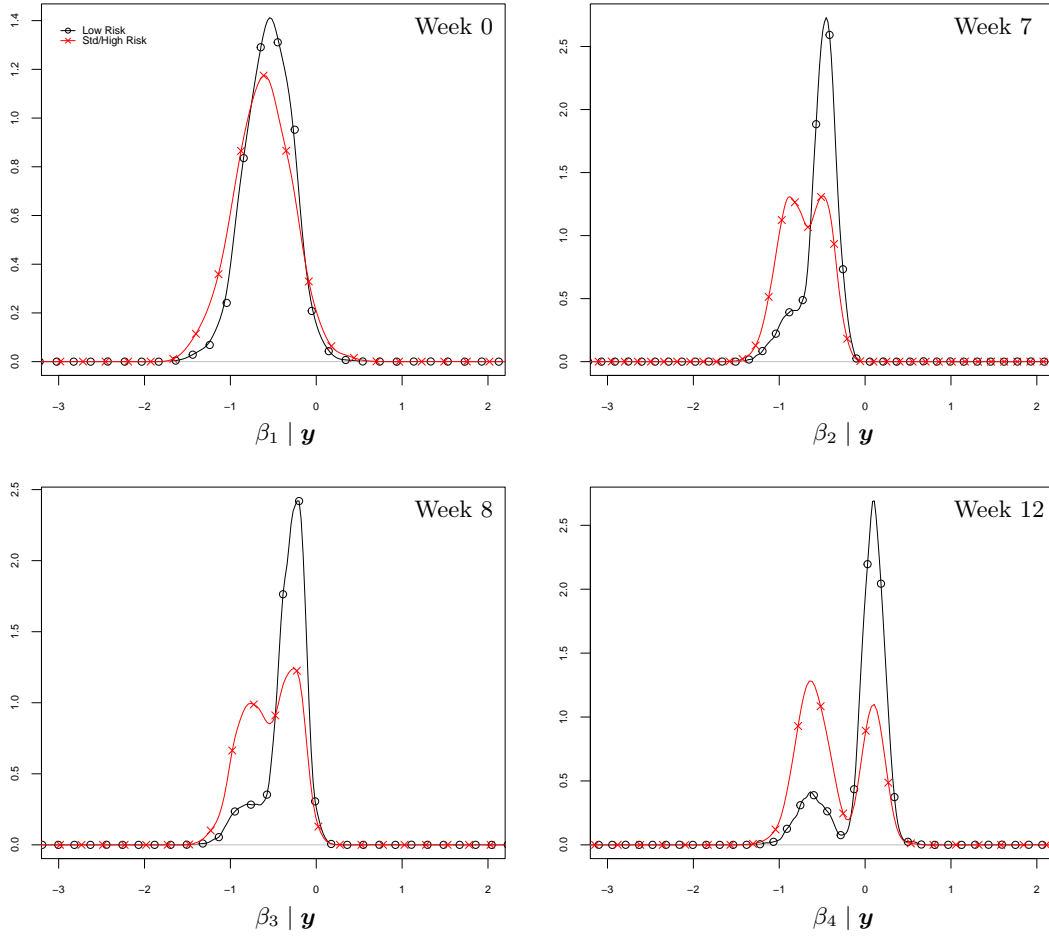 Week 0
Low Risk
Std/High Risk
0.0 0.2 0.4 0.6 0.8 1.0 1.2 1.4
−3 −2 −1 0 1 2
β1 | y
Week 7
0.0 0.5 1.0 1.5 2.0 2.5
−3 −2 −1 0 1 2
β2 | y
Week 8
0.0 0.5 1.0 1.5 2.0 2.5
−3 −2 −1 0 1 2
β3 | y
Week 12
0.0 0.5 1.0 1.5 2.0 2.5
−3 −2 −1 0 1 2
β4 | y